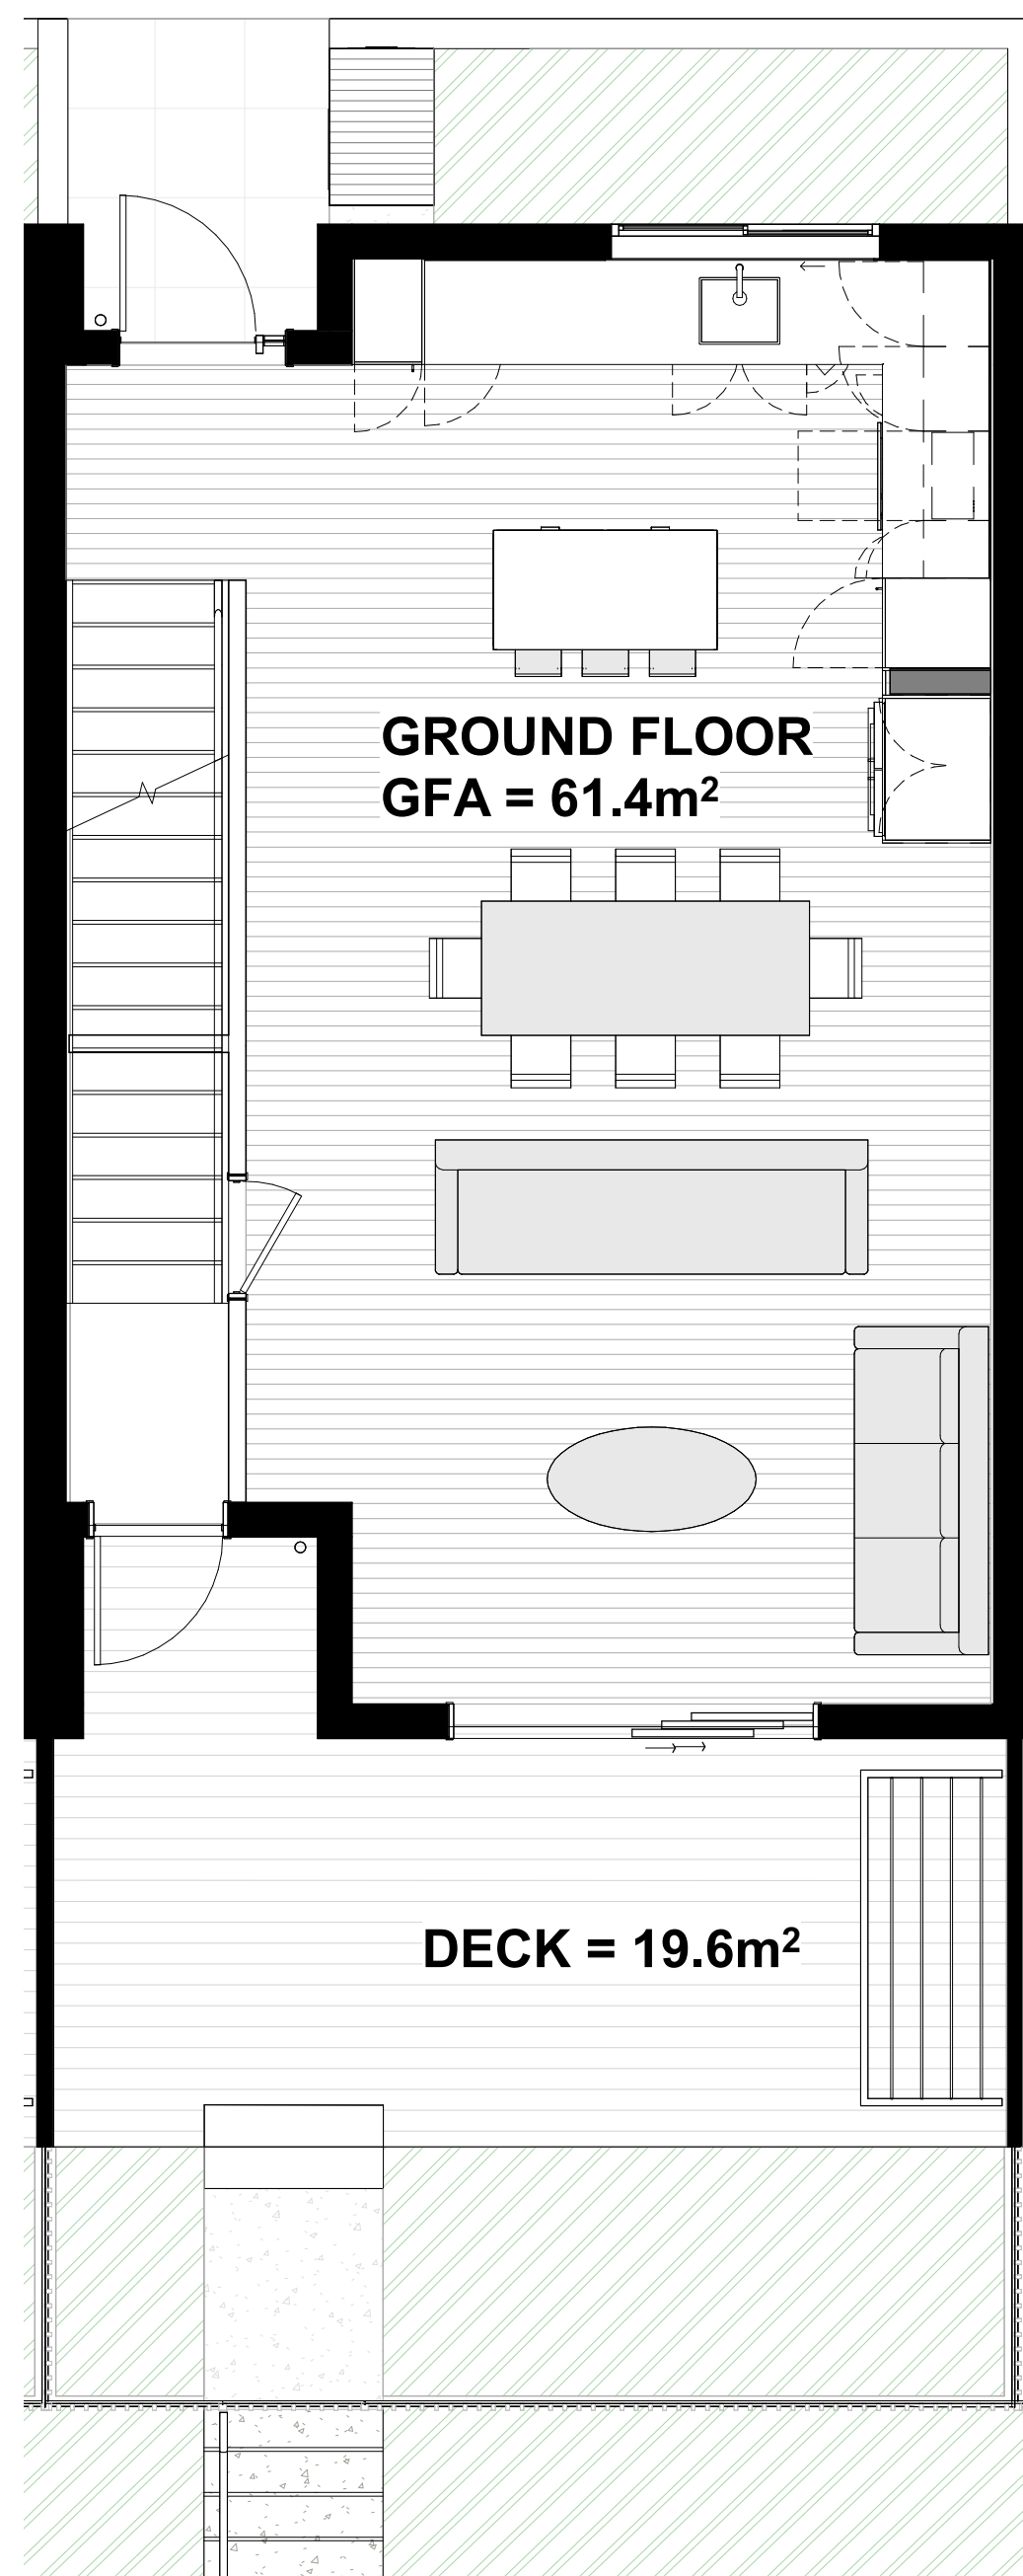 GROUND FLOOR
GFA = 61.4m²
DECK = 19.6m²